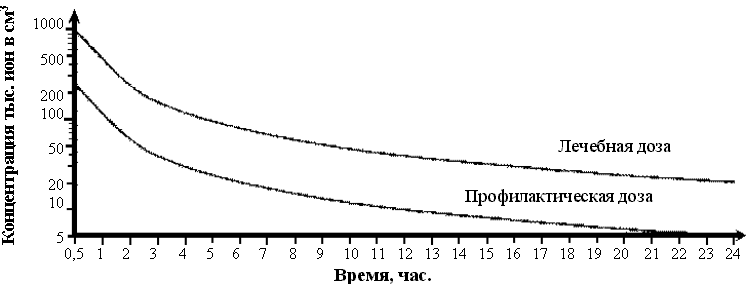 Концентрация тыс. ион в см³
1000
500
200
100
50
20
10
5
Лечебная доза
Профилактическая доза
0,5 1 2 3 4 5 6 7 8 9 10 11 12 13 14 15 16 17 18 19 20 21 22 23 24
Время, час.